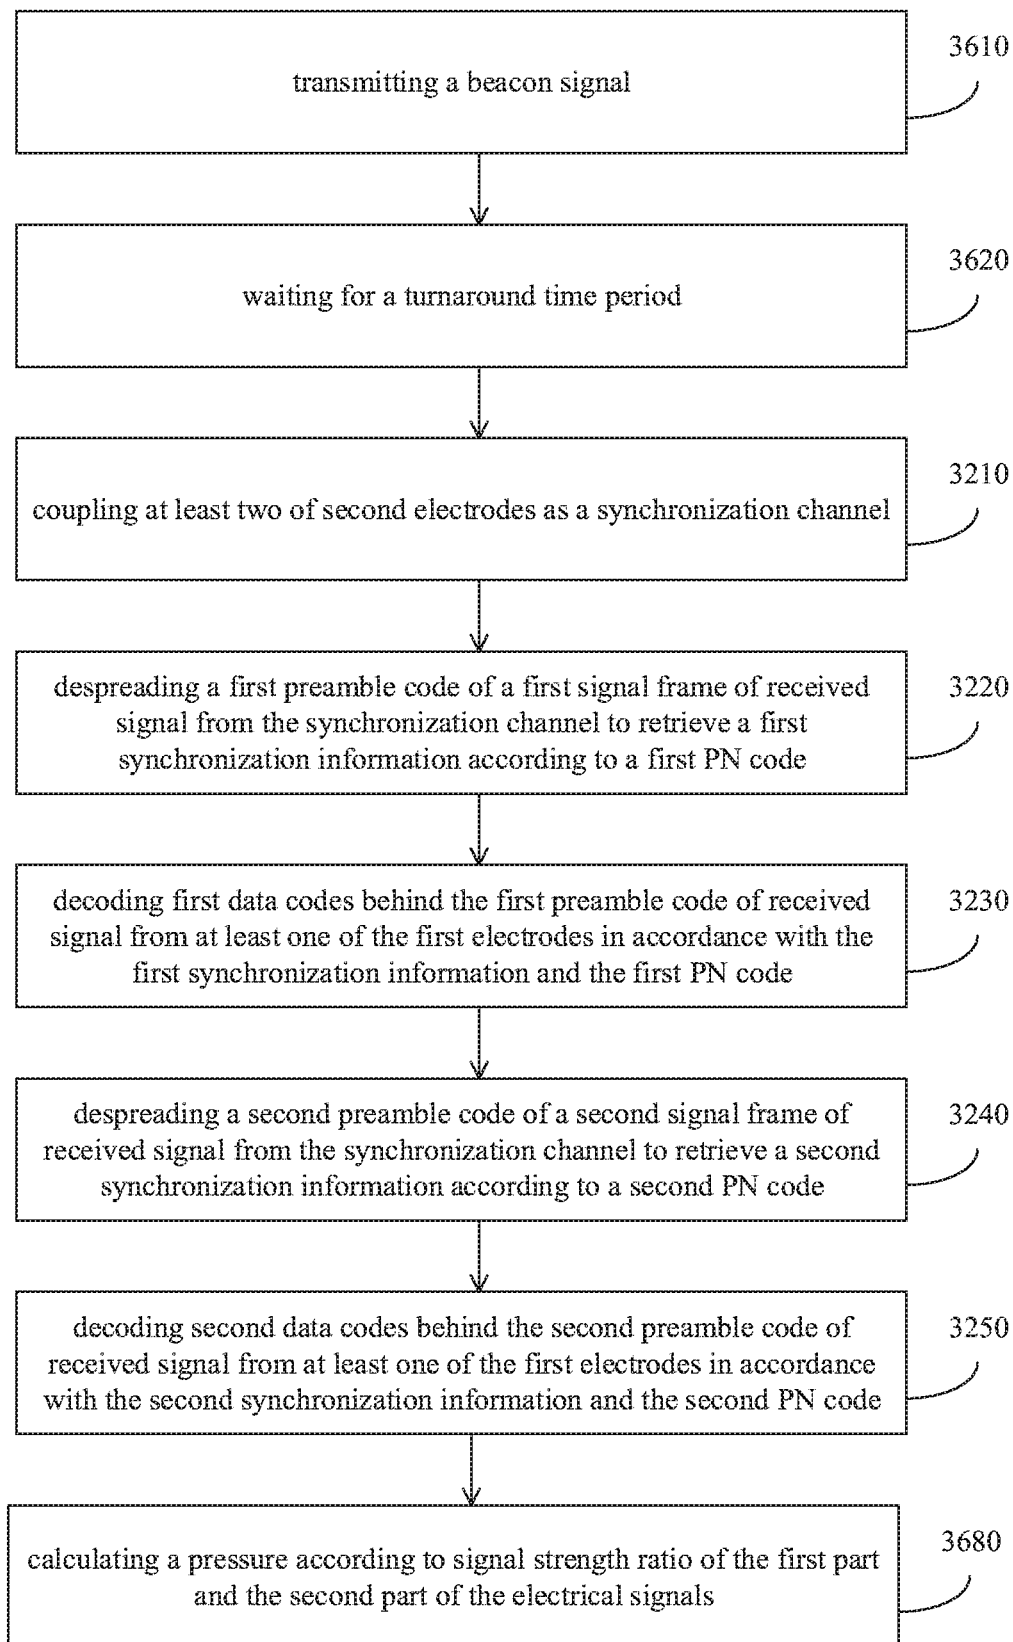 3610
transmitting a beacon signal
3620
waiting for a turnaround time period
3210
coupling at least two of second electrodes as a synchronization channel
3220
despreading a first preamble code of a first signal frame of received
signal from the synchronization channel to retrieve a first
synchronization information according to a first PN code
3230
decoding first data codes behind the first preamble code of received
signal from at least one of the first electrodes in accordance with the
first synchronization information and the first PN code
3240
despreading a second preamble code of a second signal frame of
received signal from the synchronization channel to retrieve a second
synchronization information according to a second PN code
3250
decoding second data codes behind the second preamble code of
received signal from at least one of the first electrodes in accordance
with the second synchronization information and the second PN code
3680
calculating a pressure according to signal strength ratio of the first part
and the second part of the electrical signals